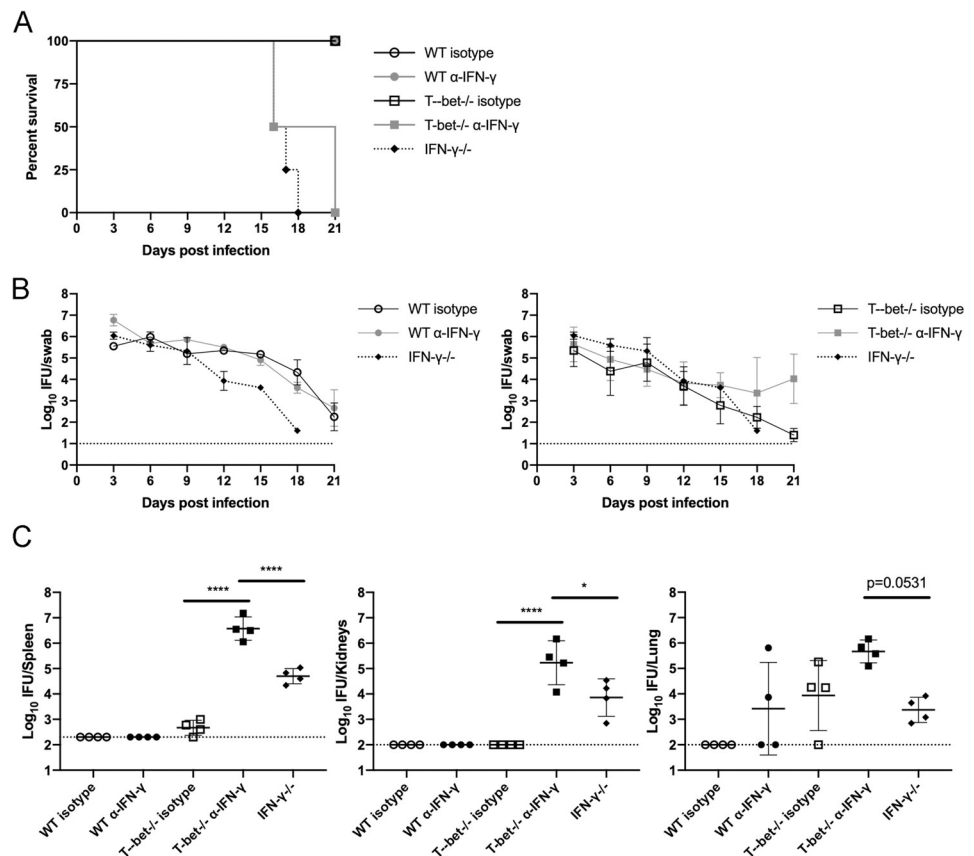 A
Percent survival
100
75
50
25
0
0 3 6 9 12 15 18 21
Days post infection
WT isotype
WT α-IFN-γ
T--bet-/- isotype
T-bet-/- α-IFN-γ
IFN-γ-/-
B
Log10 IFU/swab
8
7
6
5
4
3
2
1
0
0 3 6 9 12 15 18 21
Days post infection
WT isotype
WT α-IFN-γ
IFN-γ-/-
Log10 IFU/swab
8
7
6
5
4
3
2
1
0
0 3 6 9 12 15 18 21
Days post infection
T--bet-/- isotype
T-bet-/- α-IFN-γ
IFN-γ-/-
C
Log10 IFU/Spleen
8
7
6
5
4
3
2
1
****
****
WT isotype
WT α-IFN-γ
T--bet-/- isotype
T-bet-/- α-IFN-γ
IFN-γ-/-
Log10 IFU/Kidneys
8
7
6
5
4
3
2
1
****
*
WT isotype
WT α-IFN-γ
T--bet-/- isotype
T-bet-/- α-IFN-γ
IFN-γ-/-
Log10 IFU/Lung
8
7
6
5
4
3
2
1
p=0.0531
WT isotype
WT α-IFN-γ
T--bet-/- isotype
T-bet-/- α-IFN-γ
IFN-γ-/-